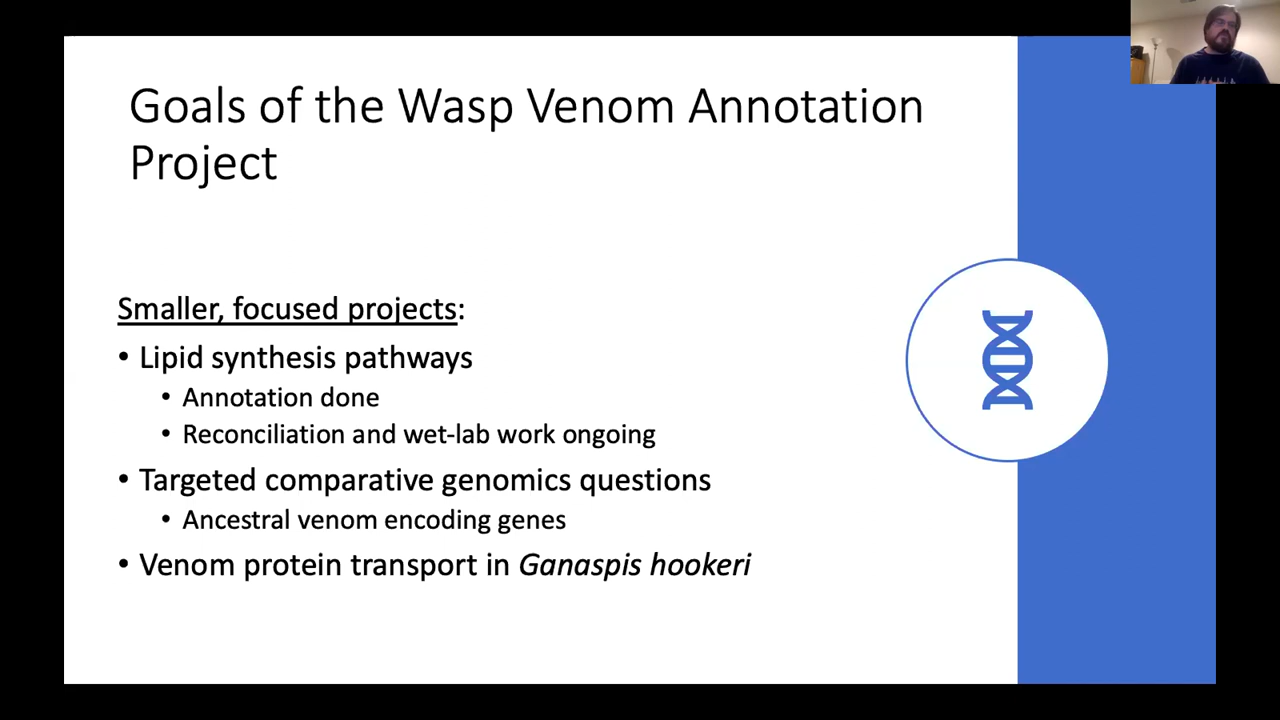 Goals of the Wasp Venom Annotation
Project
Smaller, focused projects:
• Lipid synthesis pathways
• Annotation done
• Reconciliation and wet-lab work ongoing
• Targeted comparative genomics questions
• Ancestral venom encoding genes
• Venom protein transport in Ganaspis hookeri